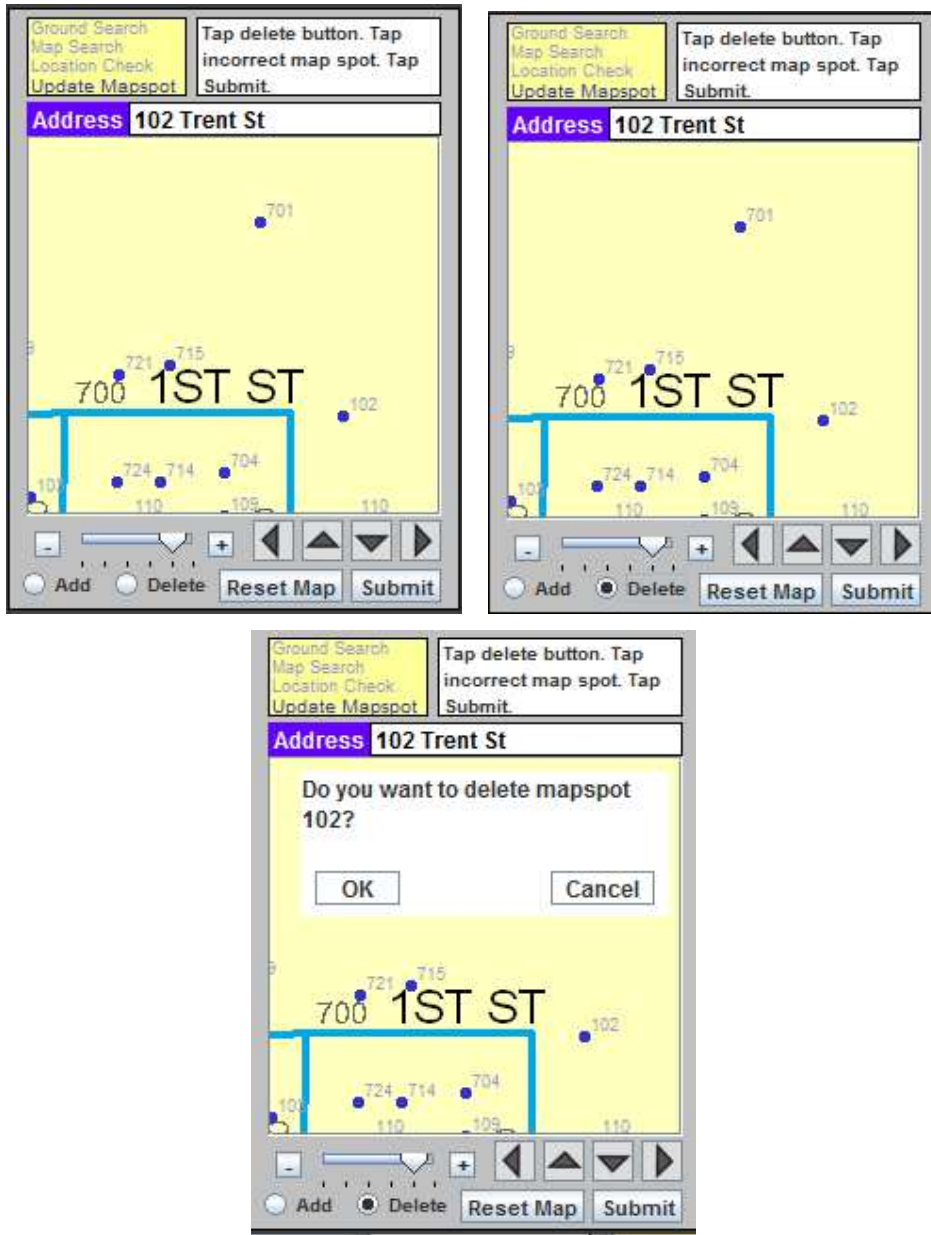 Ground Search
Map Search
Location Check
Update Mapspot
Tap delete button. Tap
incorrect map spot. Tap
Submit.
Address 102 Trent St
701
9
721 715
700 1ST ST
102
724 714 704
102
110 109 110
- +
Add Delete Reset Map Submit
Ground Search
Map Search
Location Check
Update Mapspot
Tap delete button. Tap
incorrect map spot. Tap
Submit.
Address 102 Trent St
701
9
721 715
700 1ST ST
102
724 714 704
102
110 109 110
- +
Add Delete Reset Map Submit
Ground Search
Map Search
Location Check
Update Mapspot
Tap delete button. Tap
incorrect map spot. Tap
Submit.
Address 102 Trent St
Do you want to delete mapspot
102?
OK Cancel
721 715
700 1ST ST
102
724 714 704
110 109 110
- +
Add Delete Reset Map Submit